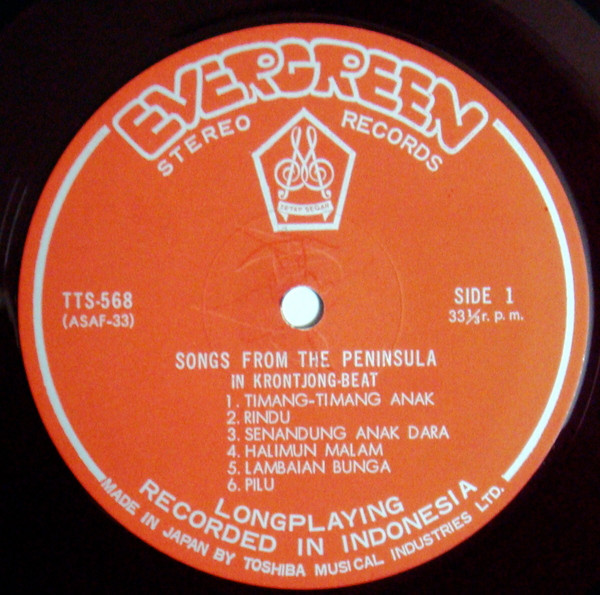 EVERGREEN
STEREO RECORDS
TTS-568
(ASAF-33)
SIDE 1
33⅓ r. p. m.
SONGS FROM THE PENINSULA
IN KRONTJONG-BEAT
1. TIMANG-TIMANG ANAK
2. RINDU
3. SENANDUNG ANAK DARA
4. HALIMUN MALAM
5. LAMBAIAN BUNGA
6. PILU
LONGPLAYING
RECORDED IN INDONESIA
MADE IN JAPAN BY TOSHIBA MUSICAL INDUSTRIES LTD.